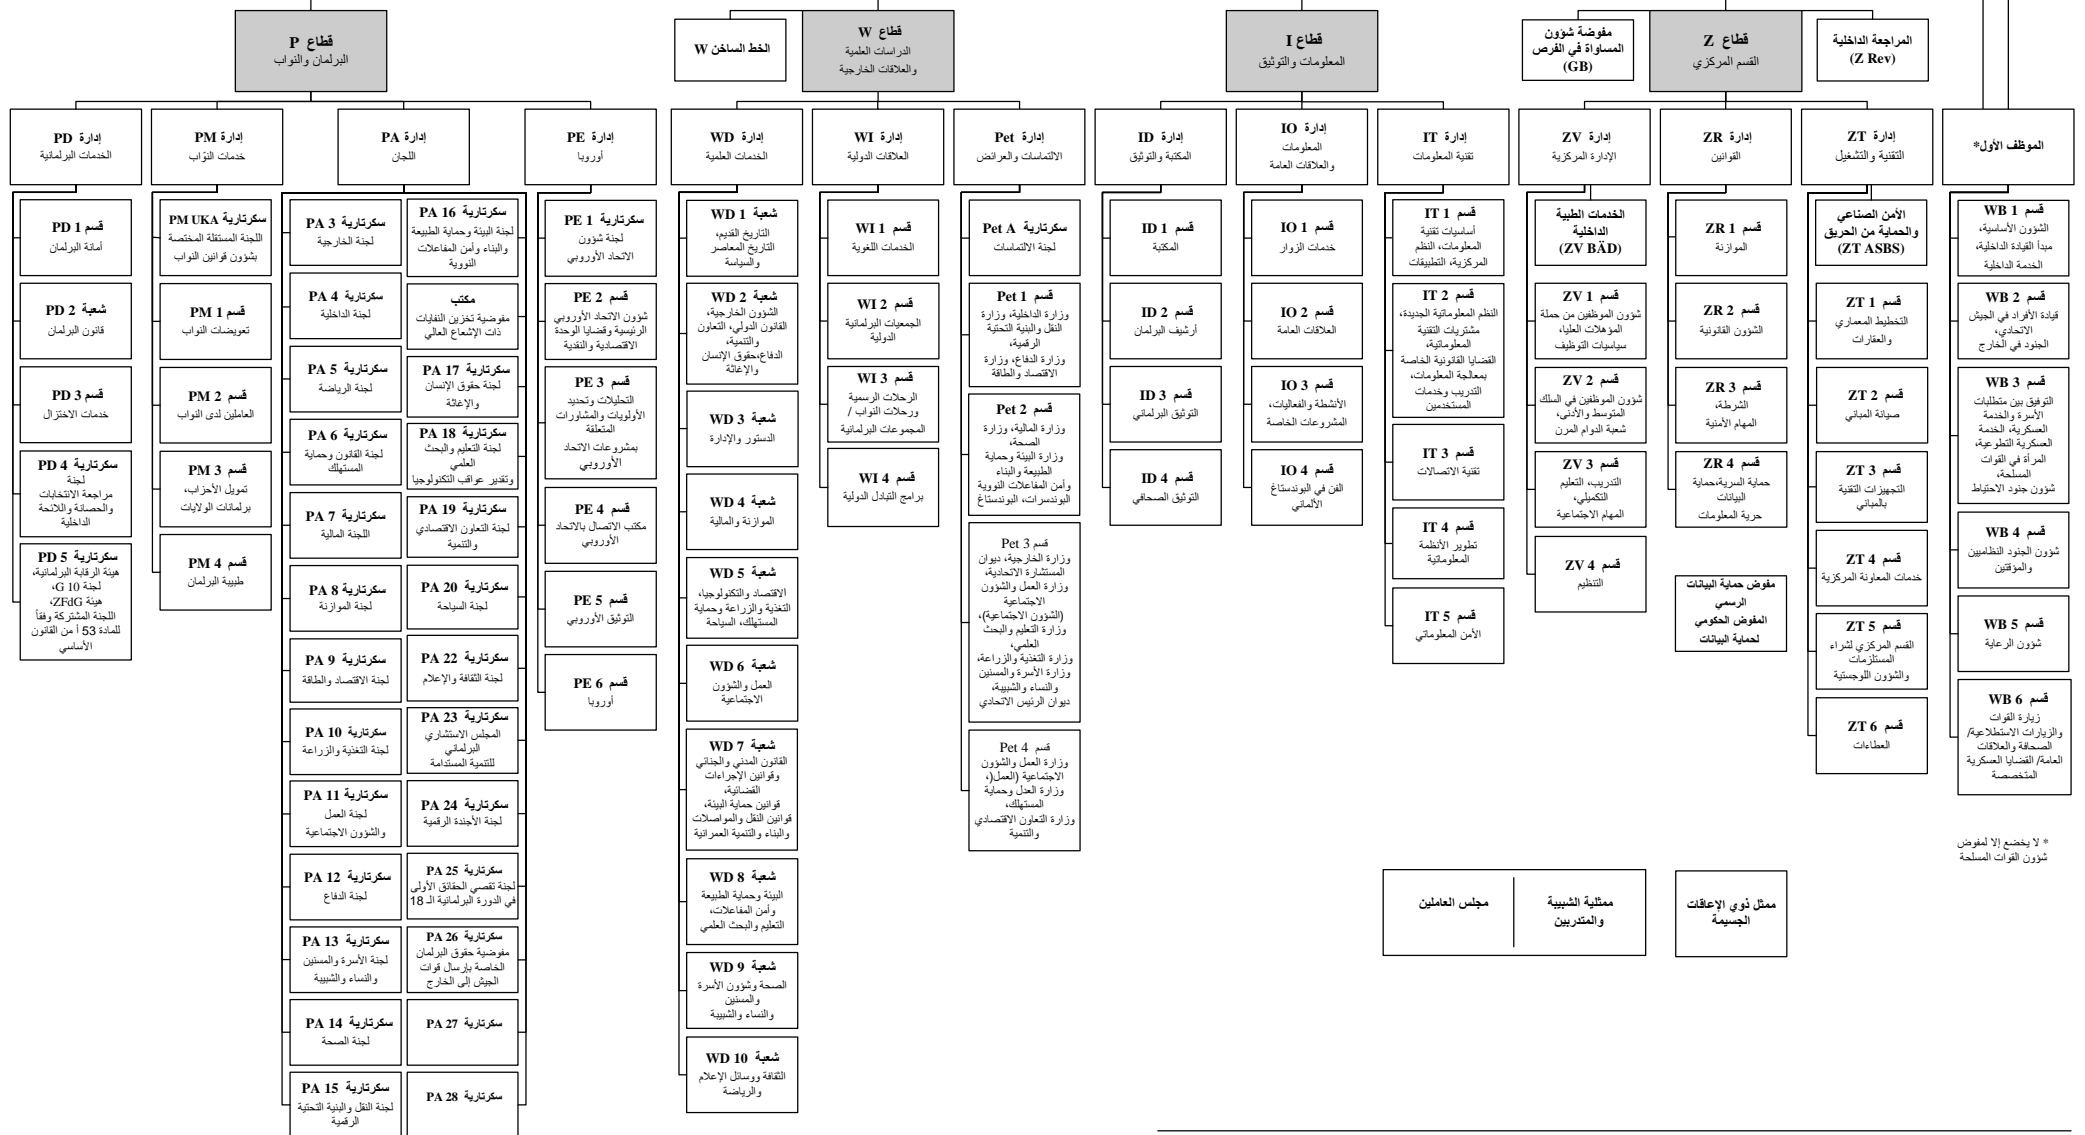 قطاع P
البرلمان والنواب
الخط الساخن W
قطاع W
الدراسات العلمية
والعلاقات الخارجية
قطاع I
المعلومات والتوثيق
مفوضة شؤون
المساواة في الفرص
(GB)
قطاع Z
القسم المركزي
المراجعة الداخلية
(Z Rev)
إدارة PD
الخدمات البرلمانية
إدارة PM
خدمات النوّاب
إدارة PA
اللجان
إدارة PE
أوروبا
إدارة WD
الخدمات العلمية
إدارة WI
العلاقات الدولية
إدارة Pet
الالتماسات والعرائض
إدارة ID
المكتبة والتوثيق
إدارة IO
المعلومات
والعلاقات العامة
إدارة IT
تقنية المعلومات
إدارة ZV
الإدارة المركزية
إدارة ZR
القوانين
إدارة ZT
التقنية والتشغيل
الموظف الأول*
قسم PD 1
أمانة البرلمان
شعبة PD 2
قانون البرلمان
قسم PD 3
خدمات الاختزال
سكرتارية PD 4
لجنة
مراجعة الانتخابات
والحصانة واللائحة
الداخلية
سكرتارية PD 5
هيئة الرقابة البرلمانية،
لجنة G 10،
هيئة ZFdG،
اللجنة المشتركة وفقاً
للمادة 53 أ من القانون
الأساسي
سكرتارية PM UKA
اللجنة المستقلة المختصة
بشؤون قوانين النواب
قسم PM 1
تعويضات النواب
قسم PM 2
العاملين لدى النواب
قسم PM 3
تمويل الأحزاب،
برلمانات الولايات
قسم PM 4
طبيبة البرلمان
سكرتارية PA 3
لجنة الخارجية
سكرتارية PA 4
لجنة الداخلية
سكرتارية PA 5
لجنة الرياضة
سكرتارية PA 6
لجنة القانون وحماية
المستهلك
سكرتارية PA 7
اللجنة المالية
سكرتارية PA 8
لجنة الموازنة
سكرتارية PA 9
لجنة الاقتصاد والطاقة
سكرتارية PA 10
لجنة التغذية والزراعة
سكرتارية PA 11
لجنة العمل
والشؤون الاجتماعية
سكرتارية PA 12
لجنة الدفاع
سكرتارية PA 13
لجنة الأسرة والمسنين
والنساء والشبيبة
سكرتارية PA 14
لجنة الصحة
سكرتارية PA 15
لجنة النقل والبنية التحتية
الرقمية
سكرتارية PA 16
لجنة البيئة وحماية الطبيعة
والبناء وأمن المفاعلات
النووية
مكتب
مفوضية تخزين النفايات
ذات الإشعاع العالي
سكرتارية PA 17
لجنة حقوق الإنسان
والإغاثة
سكرتارية PA 18
لجنة التعليم والبحث
العلمي
وتقدير عواقب التكنولوجيا
سكرتارية PA 19
لجنة التعاون الاقتصادي
والتنمية
سكرتارية PA 20
لجنة السياحة
سكرتارية PA 22
لجنة الثقافة والإعلام
سكرتارية PA 23
المجلس الاستشاري
البرلماني
للتنمية المستدامة
سكرتارية PA 24
لجنة الأجندة الرقمية
سكرتارية PA 25
لجنة تقصي الحقائق الأولى
في الدورة البرلمانية الـ 18
سكرتارية PA 26
مفوضية حقوق البرلمان
الخاصة بإرسال قوات
الجيش إلى الخارج
سكرتارية PA 27
سكرتارية PA 28
سكرتارية PE 1
لجنة شؤون
الاتحاد الأوروبي
قسم PE 2
شؤون الاتحاد الأوروبي
الرئيسية وقضايا الوحدة
الاقتصادية والنقدية
قسم PE 3
التحليلات وتحديد
الأولويات والمشاورات
المتعلقة
بمشروعات الاتحاد
الأوروبي
قسم PE 4
مكتب الاتصال بالاتحاد
الأوروبي
قسم PE 5
التوثيق الأوروبي
قسم PE 6
أوروبا
شعبة WD 1
التاريخ القديم،
التاريخ المعاصر
والسياسة
شعبة WD 2
الشؤون الخارجية،
القانون الدولي، التعاون
والتنمية،
الدفاع،حقوق الإنسان
والإغاثة
شعبة WD 3
الدستور والإدارة
شعبة WD 4
الموازنة والمالية
شعبة WD 5
الاقتصاد والتكنولوجيا،
التغذية والزراعة وحماية
المستهلك، السياحة
شعبة WD 6
العمل والشؤون
الاجتماعية
شعبة WD 7
القانون المدني والجنائي
وقوانين الإجراءات
القضائية،
قوانين حماية البيئة،
قوانين النقل والمواصلات
والبناء والتنمية العمرانية
شعبة WD 8
البيئة وحماية الطبيعة
وأمن المفاعلات،
التعليم والبحث العلمي
شعبة WD 9
الصحة وشؤون الأسرة
والمسنين
والنساء والشبيبة
شعبة WD 10
الثقافة ووسائل الإعلام
والرياضة
قسم WI 1
الخدمات اللغوية
قسم WI 2
الجمعيات البرلمانية
الدولية
قسم WI 3
الرحلات الرسمية
ورحلات النواب /
المجموعات البرلمانية
قسم WI 4
برامج التبادل الدولية
سكرتارية Pet A
لجنة الالتماسات
قسم Pet 1
وزارة الداخلية، وزارة
النقل والبنية التحتية
الرقمية،
وزارة الدفاع، وزارة
الاقتصاد والطاقة
قسم Pet 2
وزارة المالية، وزارة
الصحة،
وزارة البيئة وحماية
الطبيعة والبناء
وأمن المفاعلات النووية
البوندسرات، البوندستاغ
قسم Pet 3
وزارة الخارجية، ديوان
المستشارة الاتحادية،
وزارة العمل والشؤون
الاجتماعية
(الشؤون الاجتماعية)،
وزارة التعليم والبحث
العلمي،
وزارة التغذية والزراعة،
وزارة الأسرة والمسنين
والنساء والشبيبة،
ديوان الرئيس الاتحادي
قسم Pet 4
وزارة العمل والشؤون
الاجتماعية (العمل(،
وزارة العدل وحماية
المستهلك،
وزارة التعاون الاقتصادي
والتنمية
قسم ID 1
المكتبة
قسم ID 2
أرشيف البرلمان
قسم ID 3
التوثيق البرلماني
قسم ID 4
التوثيق الصحافي
قسم IO 1
خدمات الزوار
قسم IO 2
العلاقات العامة
قسم IO 3
الأنشطة والفعاليات،
المشروعات الخاصة
قسم IO 4
الفن في البوندستاغ
الألماني
قسم IT 1
أساسيات تقنية
المعلومات، النظم
المركزية، التطبيقات
قسم IT 2
النظم المعلوماتية الجديدة،
مشتريات التقنية
المعلوماتية،
القضايا القانونية الخاصة
بمعالجة المعلومات،
التدريب وخدمات
المستخدمين
قسم IT 3
تقنية الاتصالات
قسم IT 4
تطوير الأنظمة
المعلوماتية
قسم IT 5
الأمن المعلوماتي
الخدمات الطبية
الداخلية
(ZV BÄD)
قسم ZV 1
شؤون الموظفين من حملة
المؤهلات العليا،
سياسيات التوظيف
قسم ZV 2
شؤون الموظفين في السلك
المتوسط والأدنى،
شعبة الدوام المرن
قسم ZV 3
التدريب، التعليم
التكميلي،
المهام الاجتماعية
قسم ZV 4
التنظيم
قسم ZR 1
الموازنة
قسم ZR 2
الشؤون القانونية
قسم ZR 3
الشرطة،
المهام الأمنية
قسم ZR 4
حماية السرية،حماية
البيانات
حرية المعلومات
مفوض حماية البيانات
الرسمي
المفوض الحكومي
لحماية البيانات
الأمن الصناعي
والحماية من الحريق
(ZT ASBS)
قسم ZT 1
التخطيط المعماري
والعقارات
قسم ZT 2
صيانة المباني
قسم ZT 3
التجهيزات التقنية
بالمباني
قسم ZT 4
خدمات المعاونة المركزية
قسم ZT 5
القسم المركزي لشراء
المستلزمات
والشؤون اللوجستية
قسم ZT 6
العطاءات
قسم WB 1
الشؤون الأساسية،
مبدأ القيادة الداخلية،
الخدمة الداخلية
قسم WB 2
قيادة الأفراد في الجيش
الاتحادي،
الجنود في الخارج
قسم WB 3
التوفيق بين متطلبات
الأسرة والخدمة
العسكرية، الخدمة
العسكرية التطوعية،
المرأة في القوات
المسلحة،
شؤون جنود الاحتياط
قسم WB 4
شؤون الجنود النظاميين
والمؤقتين
قسم WB 5
شؤون الرعاية
قسم WB 6
زيارة القوات
والزيارات الاستطلاعية/
الصحافة والعلاقات
العامة/ القضايا العسكرية
المتخصصة
* لا يخضع إلا لمفوض
شؤون القوات المسلحة
مجلس العاملين
ممثلية الشبيبة
والمتدربين
ممثل ذوي الإعاقات
الجسيمة